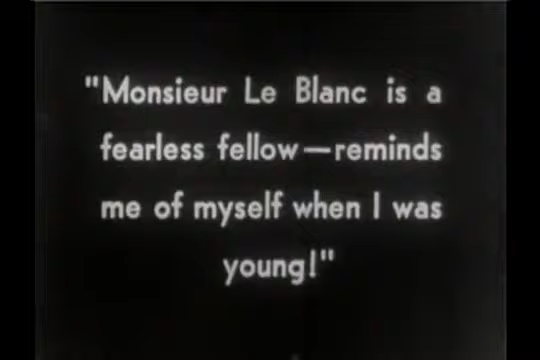 "Monsieur Le Blanc is a
fearless fellow—reminds
me of myself when I was
young!"